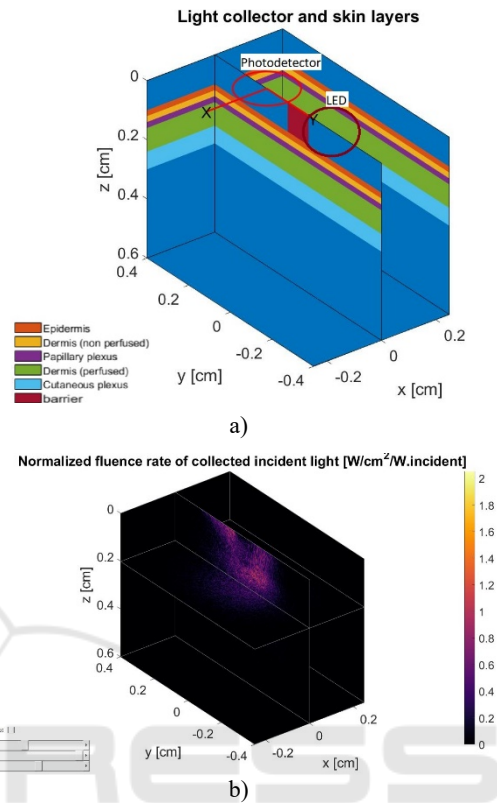 Light collector and skin layers
Photodetector
LED
X
Y
0
0.2
0.4
0.6
z [cm]
0.4
0.2
0
-0.2
-0.4
y [cm]
-0.2
0
0.2
x [cm]
Epidermis
Dermis (non perfused)
Papillary plexus
Dermis (perfused)
Cutaneous plexus
barrier
a)
Normalized fluence rate of collected incident light [W/cm²/W.incident]
0
0.2
0.4
0.6
z [cm]
0.4
0.2
0
-0.2
-0.4
y [cm]
-0.2
0
0.2
x [cm]
2
1.8
1.6
1.4
1.2
1
0.8
0.6
0.4
0.2
0
RESS
b)